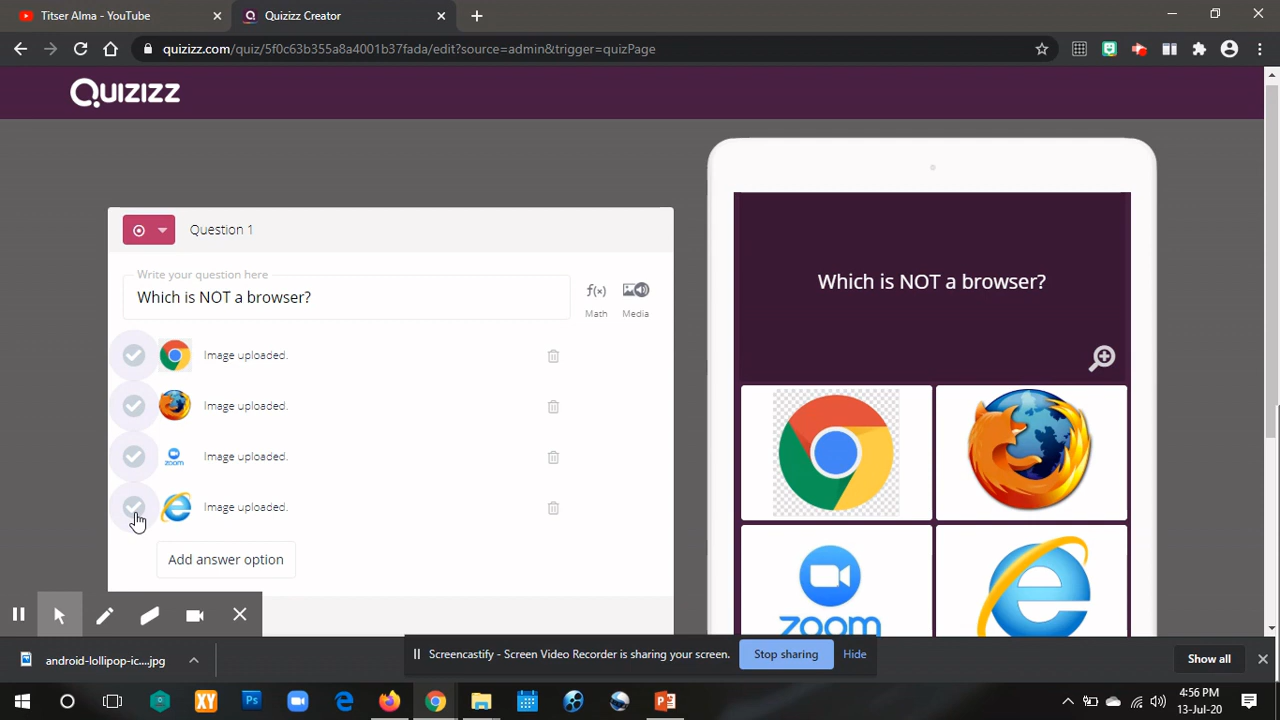 Titser Alma - YouTube
Quizizz Creator
quizizz.com/quiz/5f0c63b355a8a4001b37fada/edit?source=admin&trigger=quizPage
Quizizz
Question 1
Write your question here
Which is NOT a browser?
f(x)
Math
Media
Image uploaded.
Image uploaded.
zoom
Image uploaded.
Image uploaded.
Add answer option
Which is NOT a browser?
zoom
android-lollipop-ic....jpg
Screencastify - Screen Video Recorder is sharing your screen.
Stop sharing
Hide
Show all
XY
Ps
4:56 PM
13-Jul-20